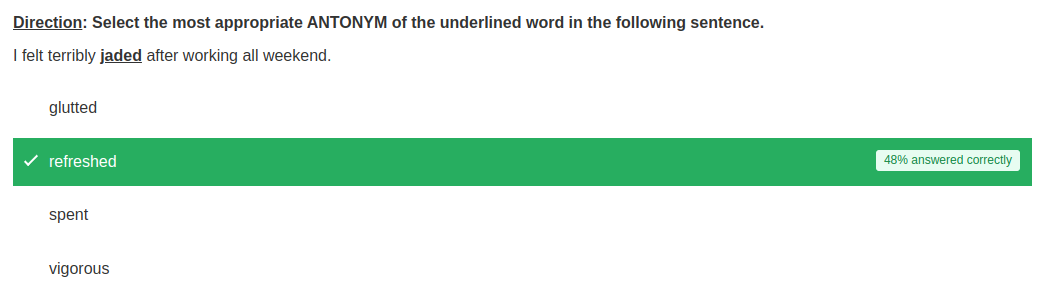 Direction: Select the most appropriate ANTONYM of the underlined word in the following sentence.
I felt terribly jaded after working all weekend.
glutted
refreshed 48% answered correctly
spent
vigorous